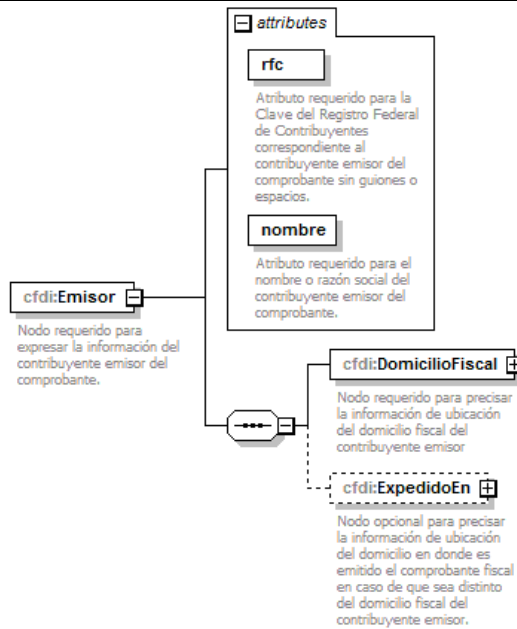 attributes
rfc
Atributo requerido para la
Clave del Registro Federal
de Contribuyentes
correspondiente al
contribuyente emisor del
comprobante sin guiones o
espacios.
nombre
Atributo requerido para el
nombre o razón social del
contribuyente emisor del
comprobante.
cfdi:Emisor
Nodo requerido para
expresar la información del
contribuyente emisor del
comprobante.
cfdi:DomicilioFiscal
Nodo requerido para precisar
la información de ubicación
del domicilio fiscal del
contribuyente emisor
cfdi:ExpedidoEn
Nodo opcional para precisar
la información de ubicación
del domicilio en donde es
emitido el comprobante fiscal
en caso de que sea distinto
del domicilio fiscal del
contribuyente emisor.